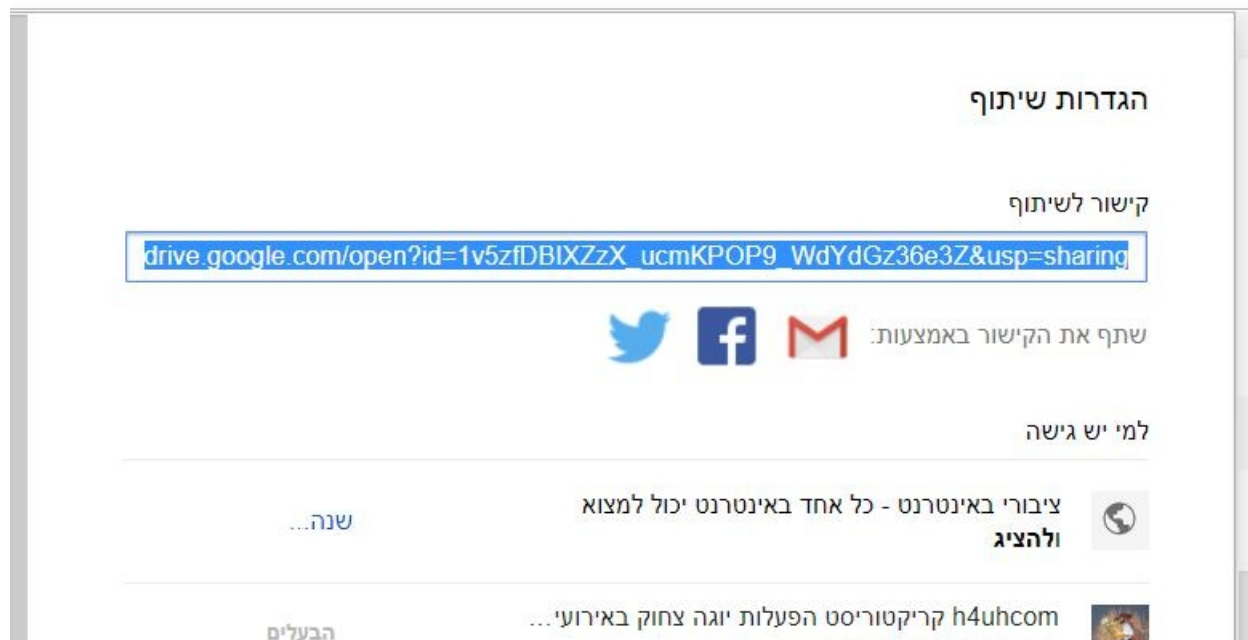 הגדרות שיתוף
קישור לשיתוף
drive.google.com/open?id=1v5zfDBIXZzX_ucmKPOP9_WdYdGz36e3Z&usp=sharing
שתף את הקישור באמצעות:
למי יש גישה
ציבורי באינטרנט - כל אחד באינטרנט יכול למצוא
ולהציג
שנה...
h4uhcom קריקטוריסט הפעלות יוגה צחוק באירועי...
הבעלים